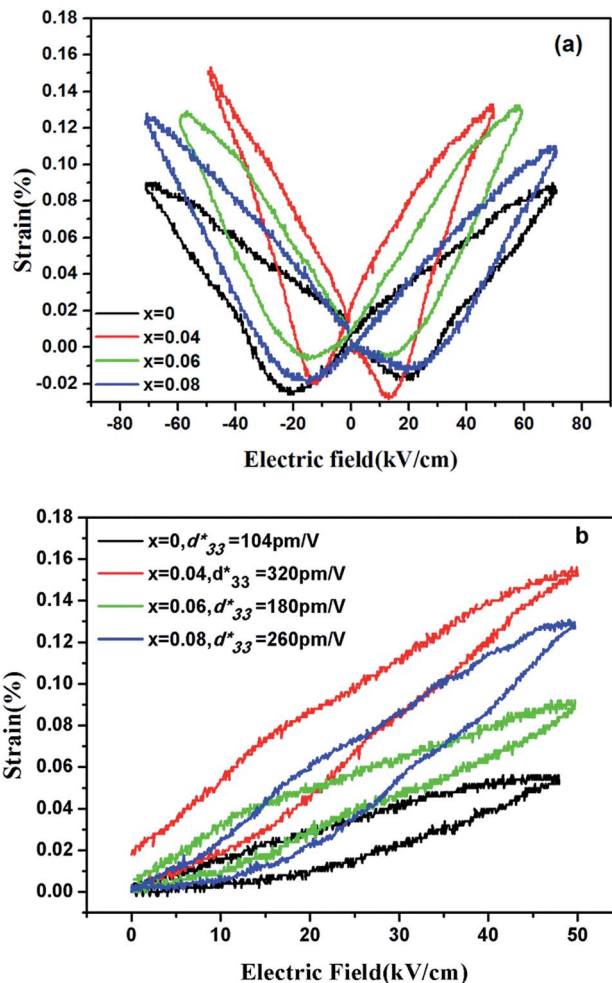 0.18
(a)
0.16
0.14
0.12
0.10
0.08
0.06
0.04
0.02
0.00
-0.02
Strain(%)
x=0
x=0.04
x=0.06
x=0.08
-80 -60 -40 -20 0 20 40 60 80
Electric field(kV/cm)
0.18
b
0.16
0.14
0.12
0.10
0.08
0.06
0.04
0.02
0.00
Strain(%)
x=0,d*33 =104pm/V
x=0.04,d*33 =320pm/V
x=0.06,d*33 =180pm/V
x=0.08,d*33 =260pm/V
0 10 20 30 40 50
Electric Field(kV/cm)